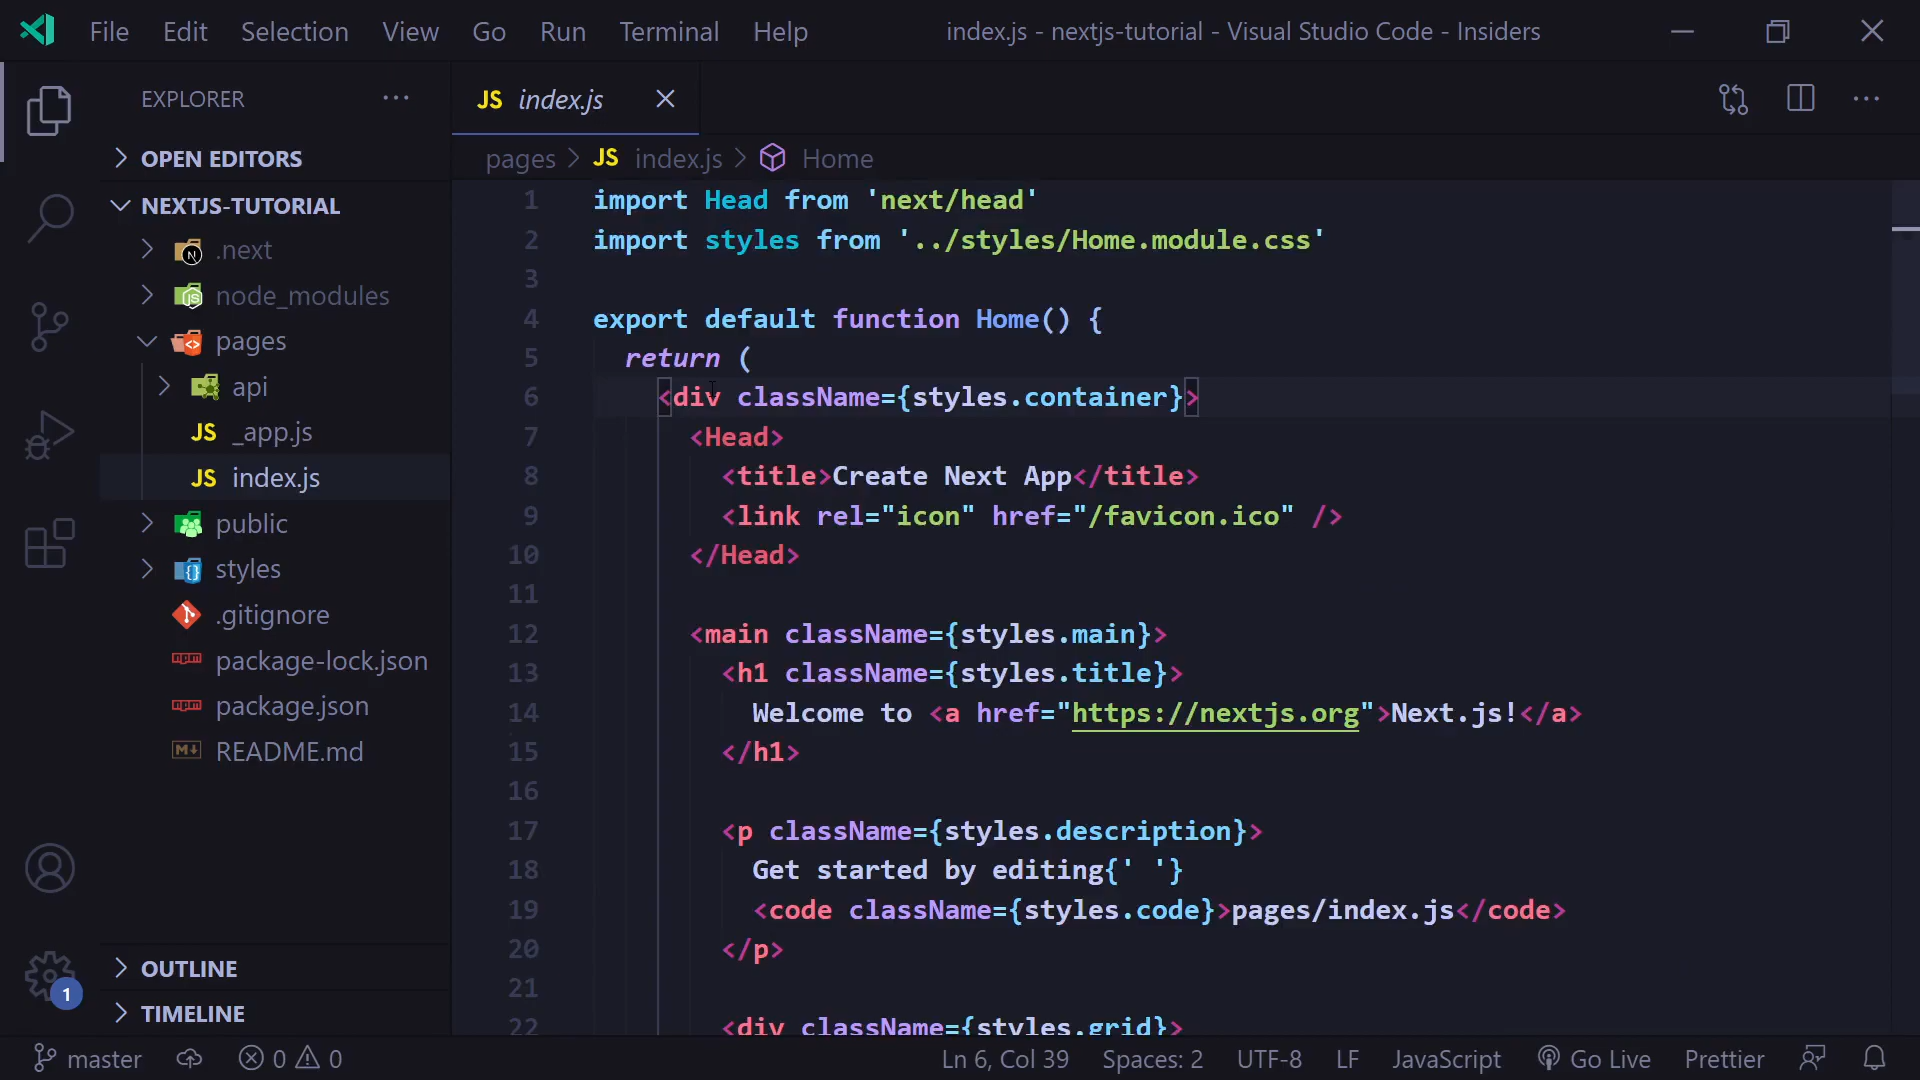 File Edit Selection View Go Run Terminal Help index.js - nextjs-tutorial - Visual Studio Code - Insiders
EXPLORER
OPEN EDITORS
NEXTJS-TUTORIAL
.next
node_modules
pages
api
JS _app.js
JS index.js
public
styles
.gitignore
package-lock.json
package.json
README.md
OUTLINE
TIMELINE
1
JS index.js
pages > JS index.js > Home
1 import Head from 'next/head'
2 import styles from '../styles/Home.module.css'
3
4 export default function Home() {
5 return (
6 <div className={styles.container}>
7 <Head>
8 <title>Create Next App</title>
9 <link rel="icon" href="/favicon.ico" />
10 </Head>
11
12 <main className={styles.main}>
13 <h1 className={styles.title}>
14 Welcome to <a href="https://nextjs.org">Next.js!</a>
15 </h1>
16
17 <p className={styles.description}>
18 Get started by editing{' '}
19 <code className={styles.code}>pages/index.js</code>
20 </p>
21
22 <div className={styles.grid}>
master 0 0 Ln 6, Col 39 Spaces: 2 UTF-8 LF JavaScript Go Live Prettier